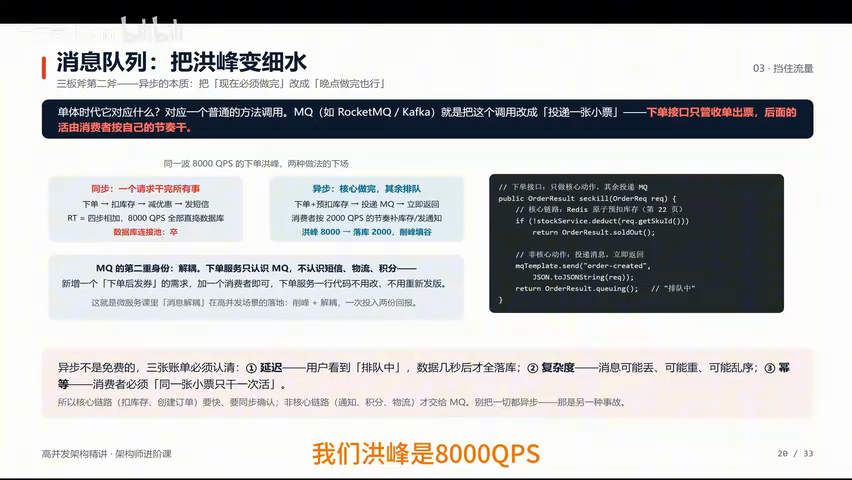 bilibili
消息队列：把洪峰变细水
三板斧第二斧——异步的本质：把「现在必须做完」改成「晚点做完也行」
03 · 挡住流量
单体时代它对应什么？对应一个普通的方法调用。MQ（如 RocketMQ / Kafka）就是把这个调用改成「投递一张小票」——下单接口只管收单出票，后面的
活由消费者按自己的节奏干。
同一波 8000 QPS 的下单洪峰，两种做法的下场
同步：一个请求干完所有事
下单 → 扣库存 → 减优惠 → 发短信
RT = 四步相加，8000 QPS 全部直捣数据库
数据库连接池：卒
异步：核心做完，其余排队
下单+预扣库存 → 投递 MQ → 立即返回
消费者按 2000 QPS 的节奏补库存/发通知
洪峰 8000 → 落库 2000，削峰填谷
MQ 的第二重身份：解耦。下单服务只认识 MQ，不认识短信、物流、积分——
新增一个「下单后发券」的需求，加一个消费者即可，下单服务一行代码不用改、不用重新发版。
这就是微服务课里「消息解耦」在高并发场景的落地：削峰 + 解耦，一次投入两份回报。
// 下单接口：只做核心动作，其余投递 MQ
public OrderResult seckill(OrderReq req) {
// 核心链路：Redis 原子预扣库存（第 22 页）
if (!stockService.deduct(req.getSkuId()))
return OrderResult.soldOut();
// 非核心动作：投递消息，立即返回
mqTemplate.send("order-created",
JSON.toJSONString(req));
return OrderResult.queuing(); // "排队中"
}
异步不是免费的，三张账单必须认清：① 延迟——用户看到「排队中」，数据几秒后才全落库；② 复杂度——消息可能丢、可能重、可能乱序；③ 幂
等——消费者必须「同一张小票只干一次活」。
所以核心链路（扣库存、创建订单）要快、要同步确认；非核心链路（通知、积分、物流）才交给 MQ。别把一切都异步——那是另一种事故。
高并发架构精讲 · 架构师进阶课
20 / 33
我们洪峰是8000QPS